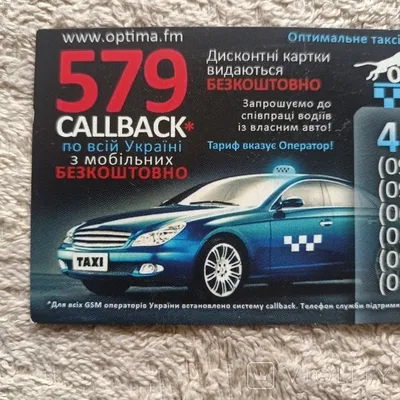 www.optima.fm
Оптимальне таксі
579
Дисконтні картки
видаються
БЕЗКОШТОВНО
CALLBACK*
по всій Україні
з мобільних
БЕЗКОШТОВНО
Запрошуємо до
співпраці водіїв
із власним авто!
Тариф вказує Оператор!
TAXI
*Для всіх GSM операторів України встановлено систему callback. Телефон служби підтрим